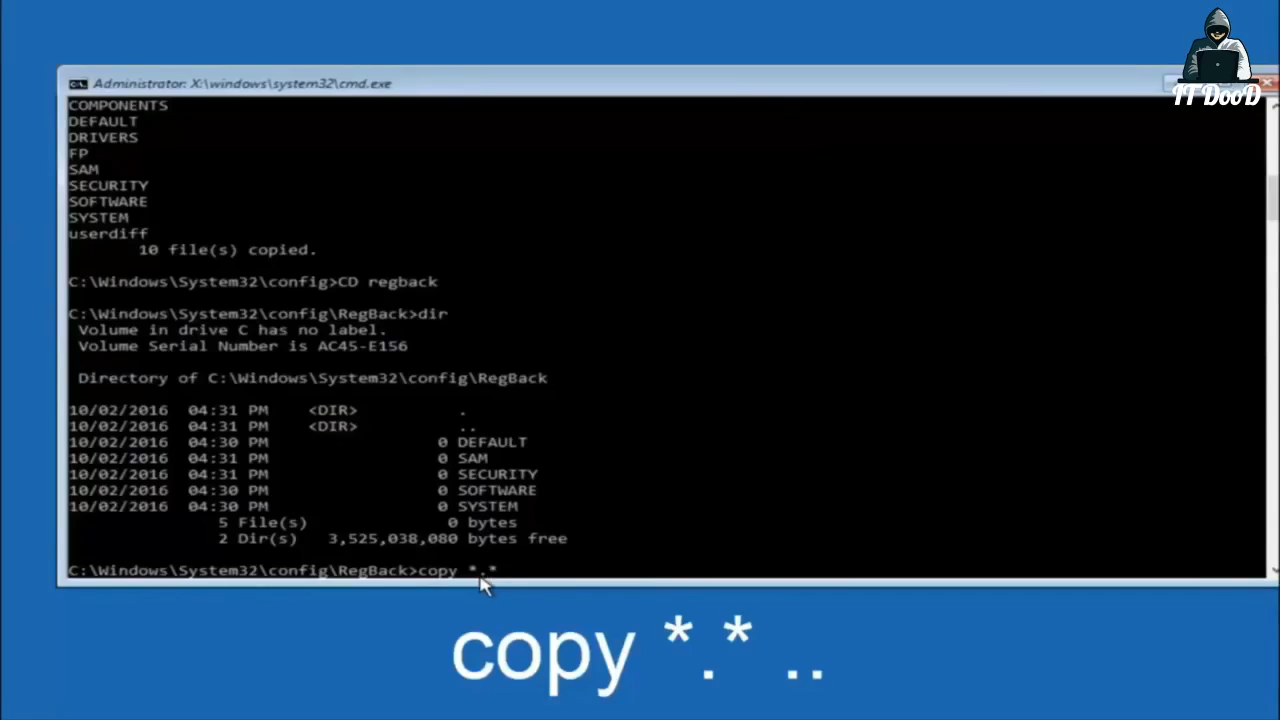 IT DooD
Administrator: X:\windows\system32\cmd.exe
COMPONENTS
DEFAULT
DRIVERS
FP
SAM
SECURITY
SOFTWARE
SYSTEM
userdiff
10 file(s) copied.
C:\Windows\System32\config>CD regback
C:\Windows\System32\config\RegBack>dir
Volume in drive C has no label.
Volume Serial Number is AC45-E156
Directory of C:\Windows\System32\config\RegBack
10/02/2016 04:31 PM <DIR> .
10/02/2016 04:31 PM <DIR> ..
10/02/2016 04:30 PM 0 DEFAULT
10/02/2016 04:31 PM 0 SAM
10/02/2016 04:31 PM 0 SECURITY
10/02/2016 04:30 PM 0 SOFTWARE
10/02/2016 04:30 PM 0 SYSTEM
5 File(s) 0 bytes
2 Dir(s) 3,525,038,080 bytes free
C:\Windows\System32\config\RegBack>copy *.*
copy *.* ..